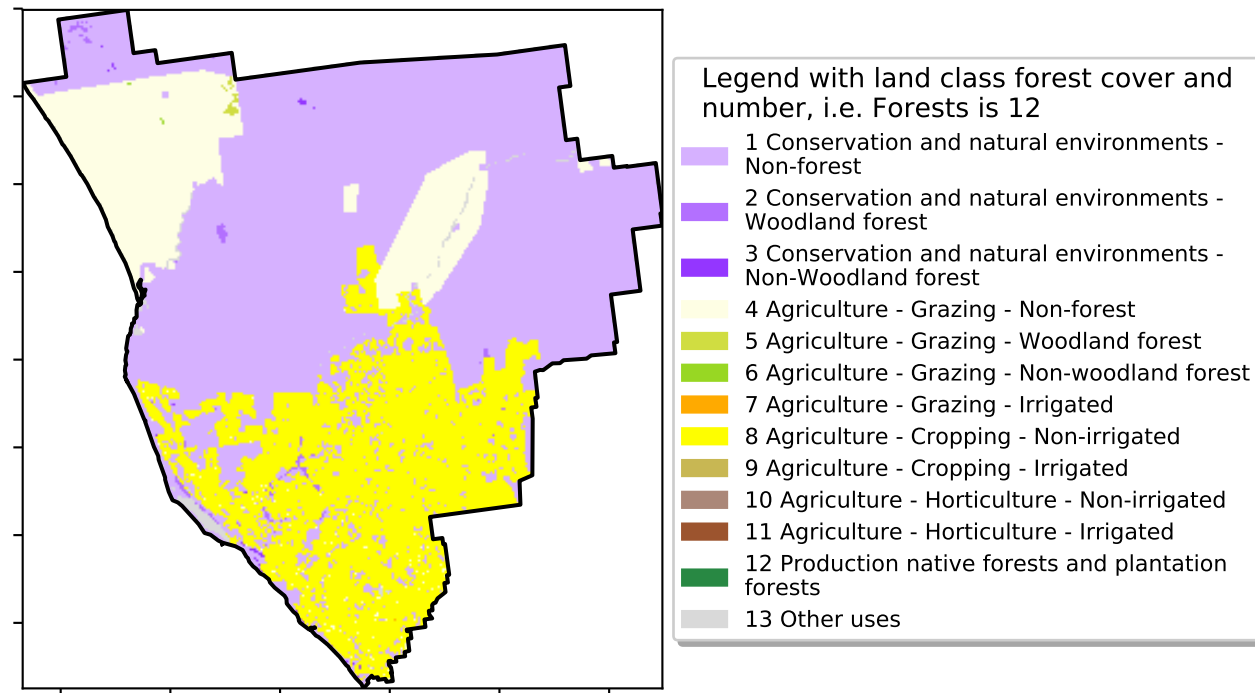 Legend with land class forest cover and
number, i.e. Forests is 12
1 Conservation and natural environments -
Non-forest
2 Conservation and natural environments -
Woodland forest
3 Conservation and natural environments -
Non-Woodland forest
4 Agriculture - Grazing - Non-forest
5 Agriculture - Grazing - Woodland forest
6 Agriculture - Grazing - Non-woodland forest
7 Agriculture - Grazing - Irrigated
8 Agriculture - Cropping - Non-irrigated
9 Agriculture - Cropping - Irrigated
10 Agriculture - Horticulture - Non-irrigated
11 Agriculture - Horticulture - Irrigated
12 Production native forests and plantation
forests
13 Other uses